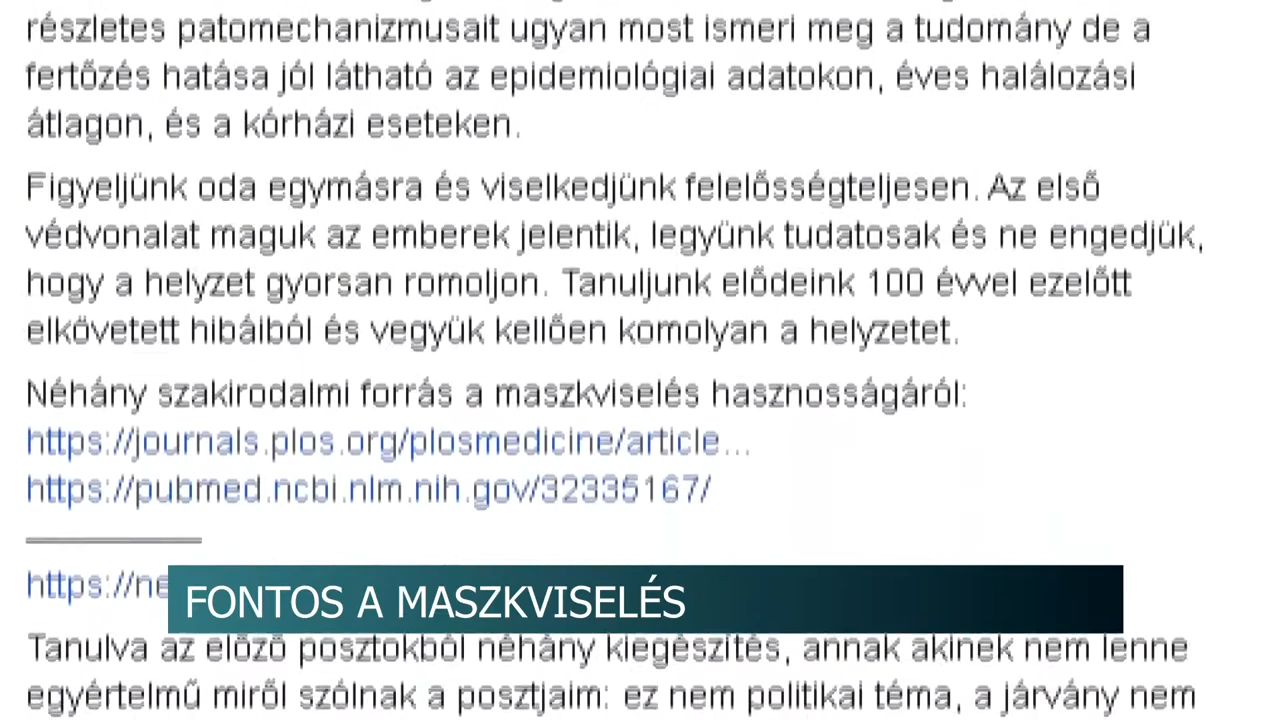 részletes patomechanizmusait ugyan most ismeri meg a tudomány de a
fertőzés hatása jól látható az epidemiológiai adatokon, éves halálozási
átlagon, és a kórházi eseteken.
Figyeljünk oda egymásra és viselkedjünk felelősségteljesen. Az első
védvonalat maguk az emberek jelentik, legyünk tudatosak és ne engedjük,
hogy a helyzet gyorsan romoljon. Tanuljunk elődeink 100 évvel ezelőtt
elkövetett hibáiból és vegyük kellően komolyan a helyzetet.
Néhány szakirodalmi forrás a maszkviselés hasznosságáról:
https://journals.plos.org/plosmedicine/article...
https://pubmed.ncbi.nlm.nih.gov/32335167/
https://ne
FONTOS A MASZKVISELÉS
Tanulva az előző posztokból néhány kiegészítés, annak akinek nem lenne
egyértelmű miről szólnak a posztjaim: ez nem politikai téma, a járvány nem